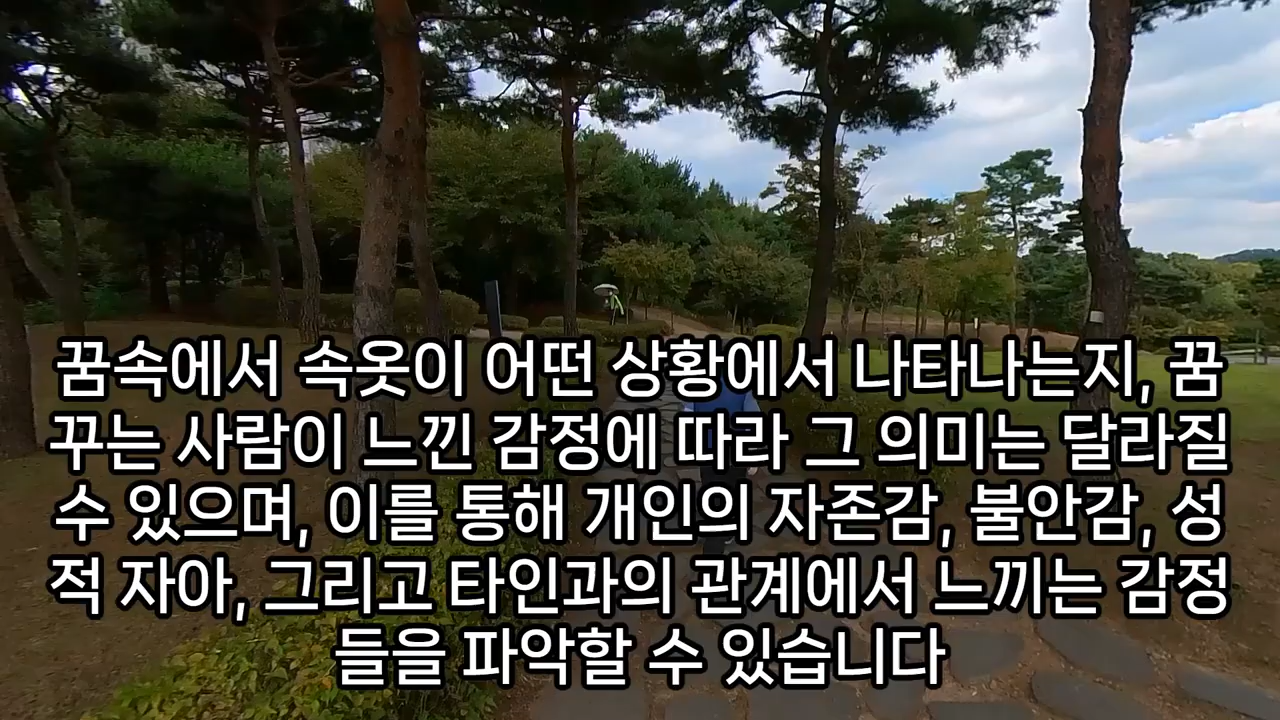 꿈속에서 속옷이 어떤 상황에서 나타나는지, 꿈
꾸는 사람이 느낀 감정에 따라 그 의미는 달라질
수 있으며, 이를 통해 개인의 자존감, 불안감, 성
적 자아, 그리고 타인과의 관계에서 느끼는 감정
들을 파악할 수 있습니다